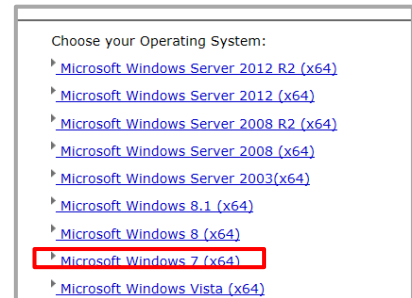 Choose your Operating System:
Microsoft Windows Server 2012 R2 (x64)
Microsoft Windows Server 2012 (x64)
Microsoft Windows Server 2008 R2 (x64)
Microsoft Windows Server 2008 (x64)
Microsoft Windows Server 2003(x64)
Microsoft Windows 8.1 (x64)
Microsoft Windows 8 (x64)
Microsoft Windows 7 (x64)
Microsoft Windows Vista (x64)